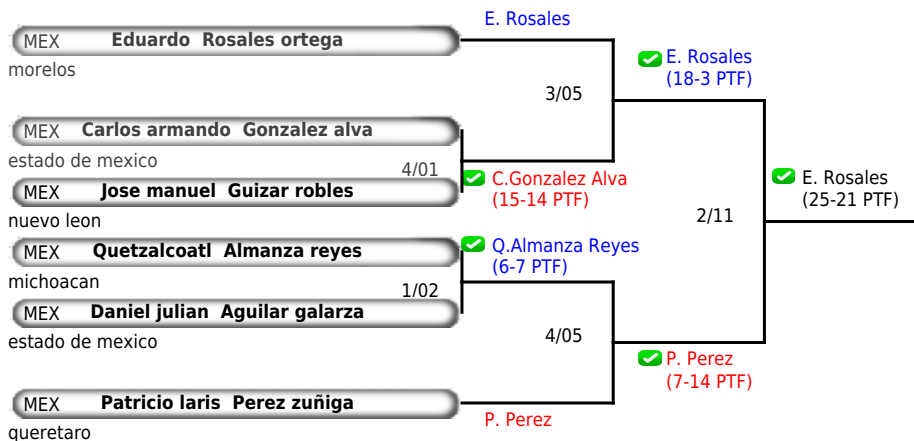 E. Rosales
MEX Eduardo Rosales ortega
morelos
E. Rosales
(18-3 PTF)
3/05
MEX Carlos armando Gonzalez alva
estado de mexico
4/01
C.Gonzalez Alva
(15-14 PTF)
MEX Jose manuel Guizar robles
nuevo leon
E. Rosales
(25-21 PTF)
2/11
MEX Quetzalcoatl Almanza reyes
michoacan
Q.Almanza Reyes
(6-7 PTF)
1/02
MEX Daniel julian Aguilar galarza
estado de mexico
4/05
P. Perez
(7-14 PTF)
MEX Patricio laris Perez zuñiga
queretaro
P. Perez